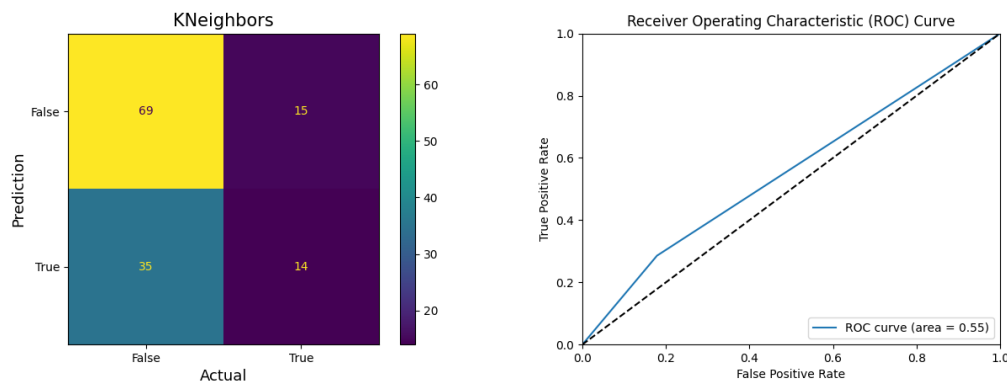 KNeighbors
False
True
Prediction
69
15
35
14
False
True
Actual
60
50
40
30
20
Receiver Operating Characteristic (ROC) Curve
1.0
0.8
0.6
0.4
0.2
0.0
True Positive Rate
ROC curve (area = 0.55)
0.0
0.2
0.4
0.6
0.8
1.0
False Positive Rate